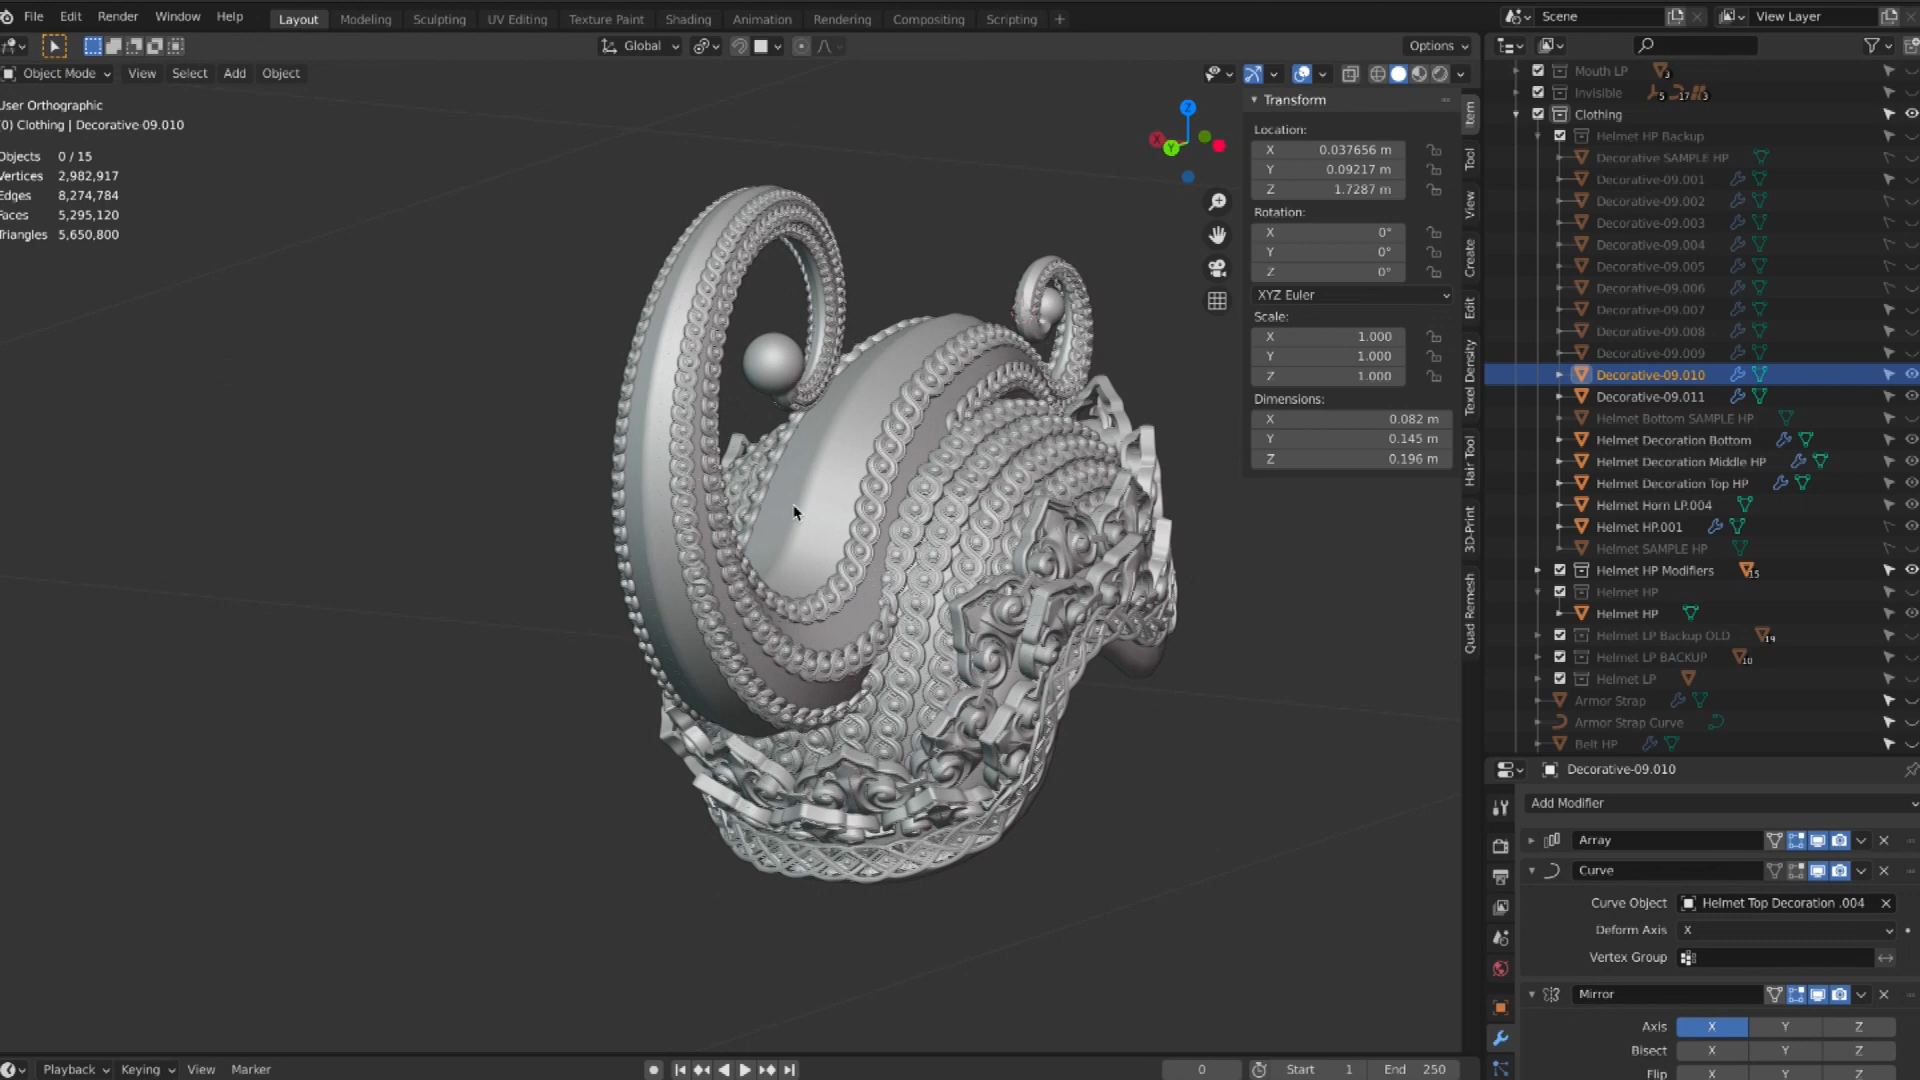 File Edit Render Window Help Layout Modeling Sculpting UV Editing Texture Paint Shading Animation Rendering Compositing Scripting + Scene View Layer
Global Options
Object Mode View Select Add Object
User Orthographic
(0) Clothing | Decorative-09.010
Objects 0 / 15
Vertices 2,982,917
Edges 8,274,784
Faces 5,295,120
Triangles 5,650,800
Z
X
Y
Transform
Location:
X 0.037656 m
Y 0.09217 m
Z 1.7287 m
Rotation:
X 0°
Y 0°
Z 0°
XYZ Euler
Scale:
X 1.000
Y 1.000
Z 1.000
Dimensions:
X 0.082 m
Y 0.145 m
Z 0.196 m
Item
Tool
View
Create
Edit
Texel Density
Hair Tool
3D-Print
Quad Remesh
Mouth LP 3
Invisible 5 17 3
Clothing
Helmet HP Backup
Decorative SAMPLE HP
Decorative-09.001
Decorative-09.002
Decorative-09.003
Decorative-09.004
Decorative-09.005
Decorative-09.006
Decorative-09.007
Decorative-09.008
Decorative-09.009
Decorative-09.010
Decorative-09.011
Helmet Bottom SAMPLE HP
Helmet Decoration Bottom
Helmet Decoration Middle HP
Helmet Decoration Top HP
Helmet Horn LP.004
Helmet HP.001
Helmet SAMPLE HP
Helmet HP Modifiers 15
Helmet HP
Helmet HP
Helmet LP Backup OLD 19
Helmet LP BACKUP 10
Helmet LP
Armor Strap
Armor Strap Curve
Belt HP
Decorative-09.010
Add Modifier
Array
Curve
Curve Object Helmet Top Decoration .004
Deform Axis X
Vertex Group
Mirror
Axis X Y Z
Bisect X Y Z
Flip X Y Z
Playback Keying View Marker 0 Start 1 End 250